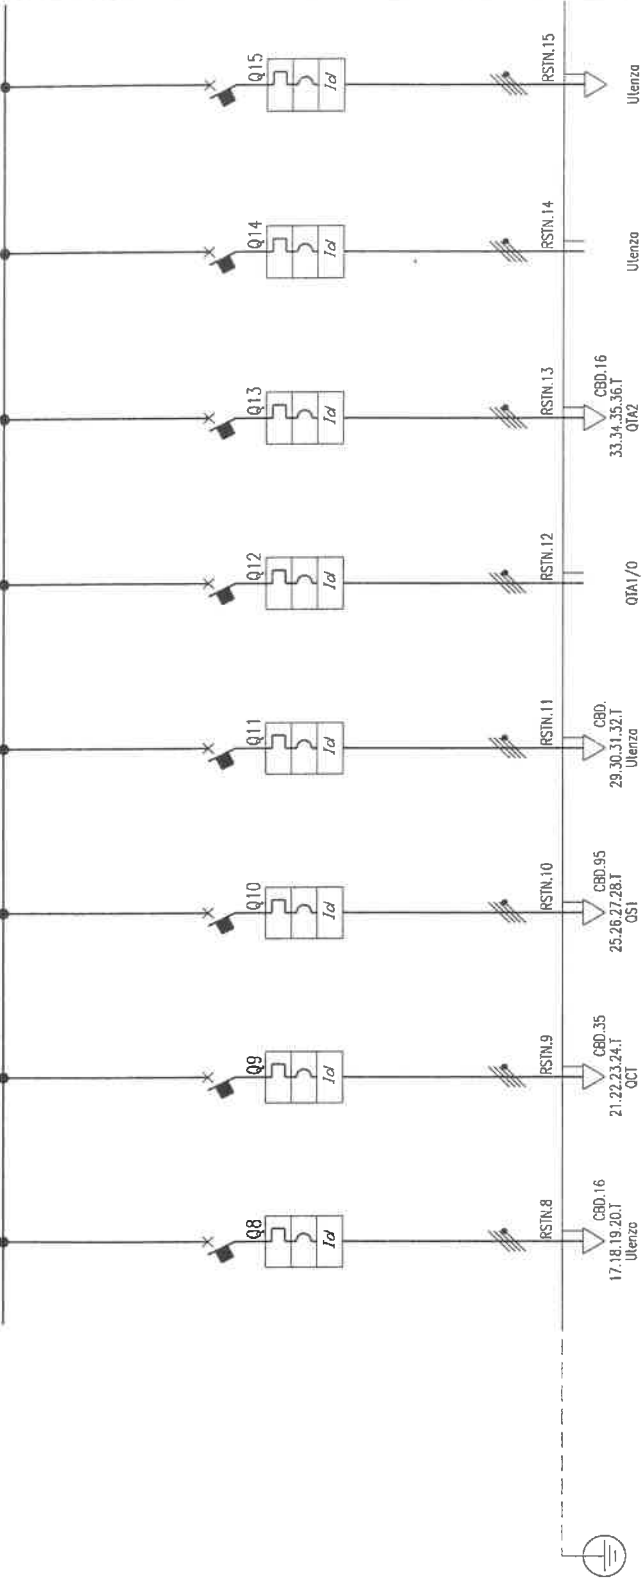 Q8
Id
RSTN.8
CBD.16
17.18.19.20.T
Utenza
Q9
Id
RSTN.9
CBD.35
21.22.23.24.T
QCT
Q10
Id
RSTN.10
CBD.95
25.26.27.28.T
QS1
Q11
Id
RSTN.11
CBD.
29.30.31.32.T
Utenza
Q12
Id
RSTN.12
QTA1/0
Q13
Id
RSTN.13
CBD.16
33.34.35.36.T
QTA2
Q14
Id
RSTN.14
Utenza
Q15
Id
RSTN.15
Utenza